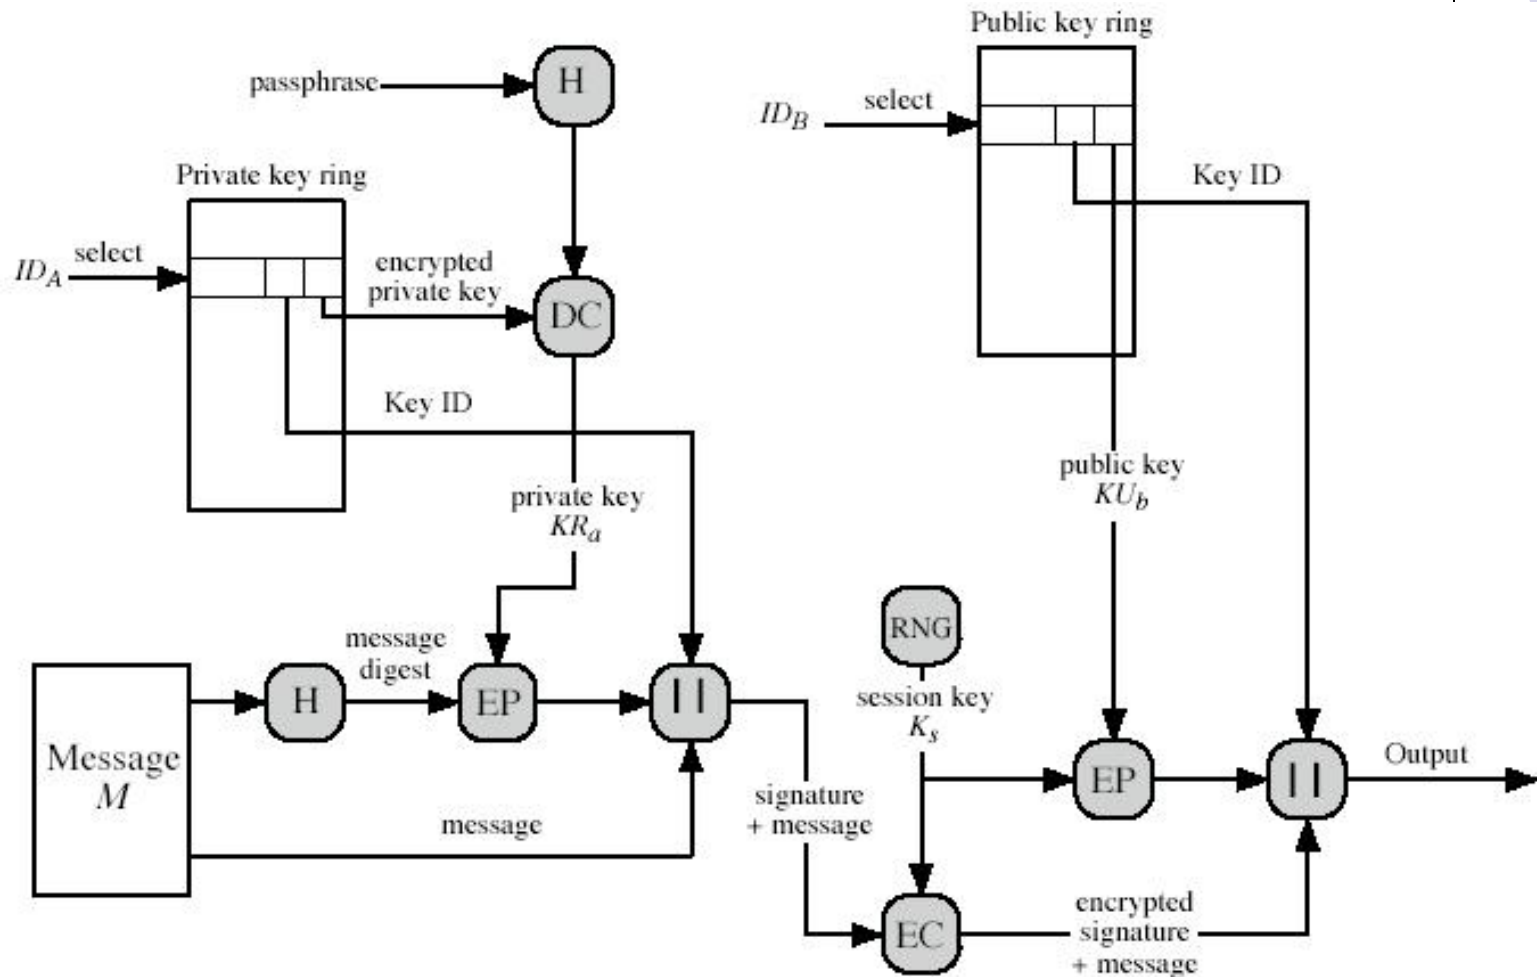 Public key ring
passphrase
H
ID_B
select
Key ID
Private key ring
ID_A
select
encrypted
private key
DC
Key ID
private key
KR_a
public key
KU_b
RNG
session key
K_s
Message
M
H
message
digest
EP
||
message
signature
+ message
EP
||
Output
EC
encrypted
signature
+ message